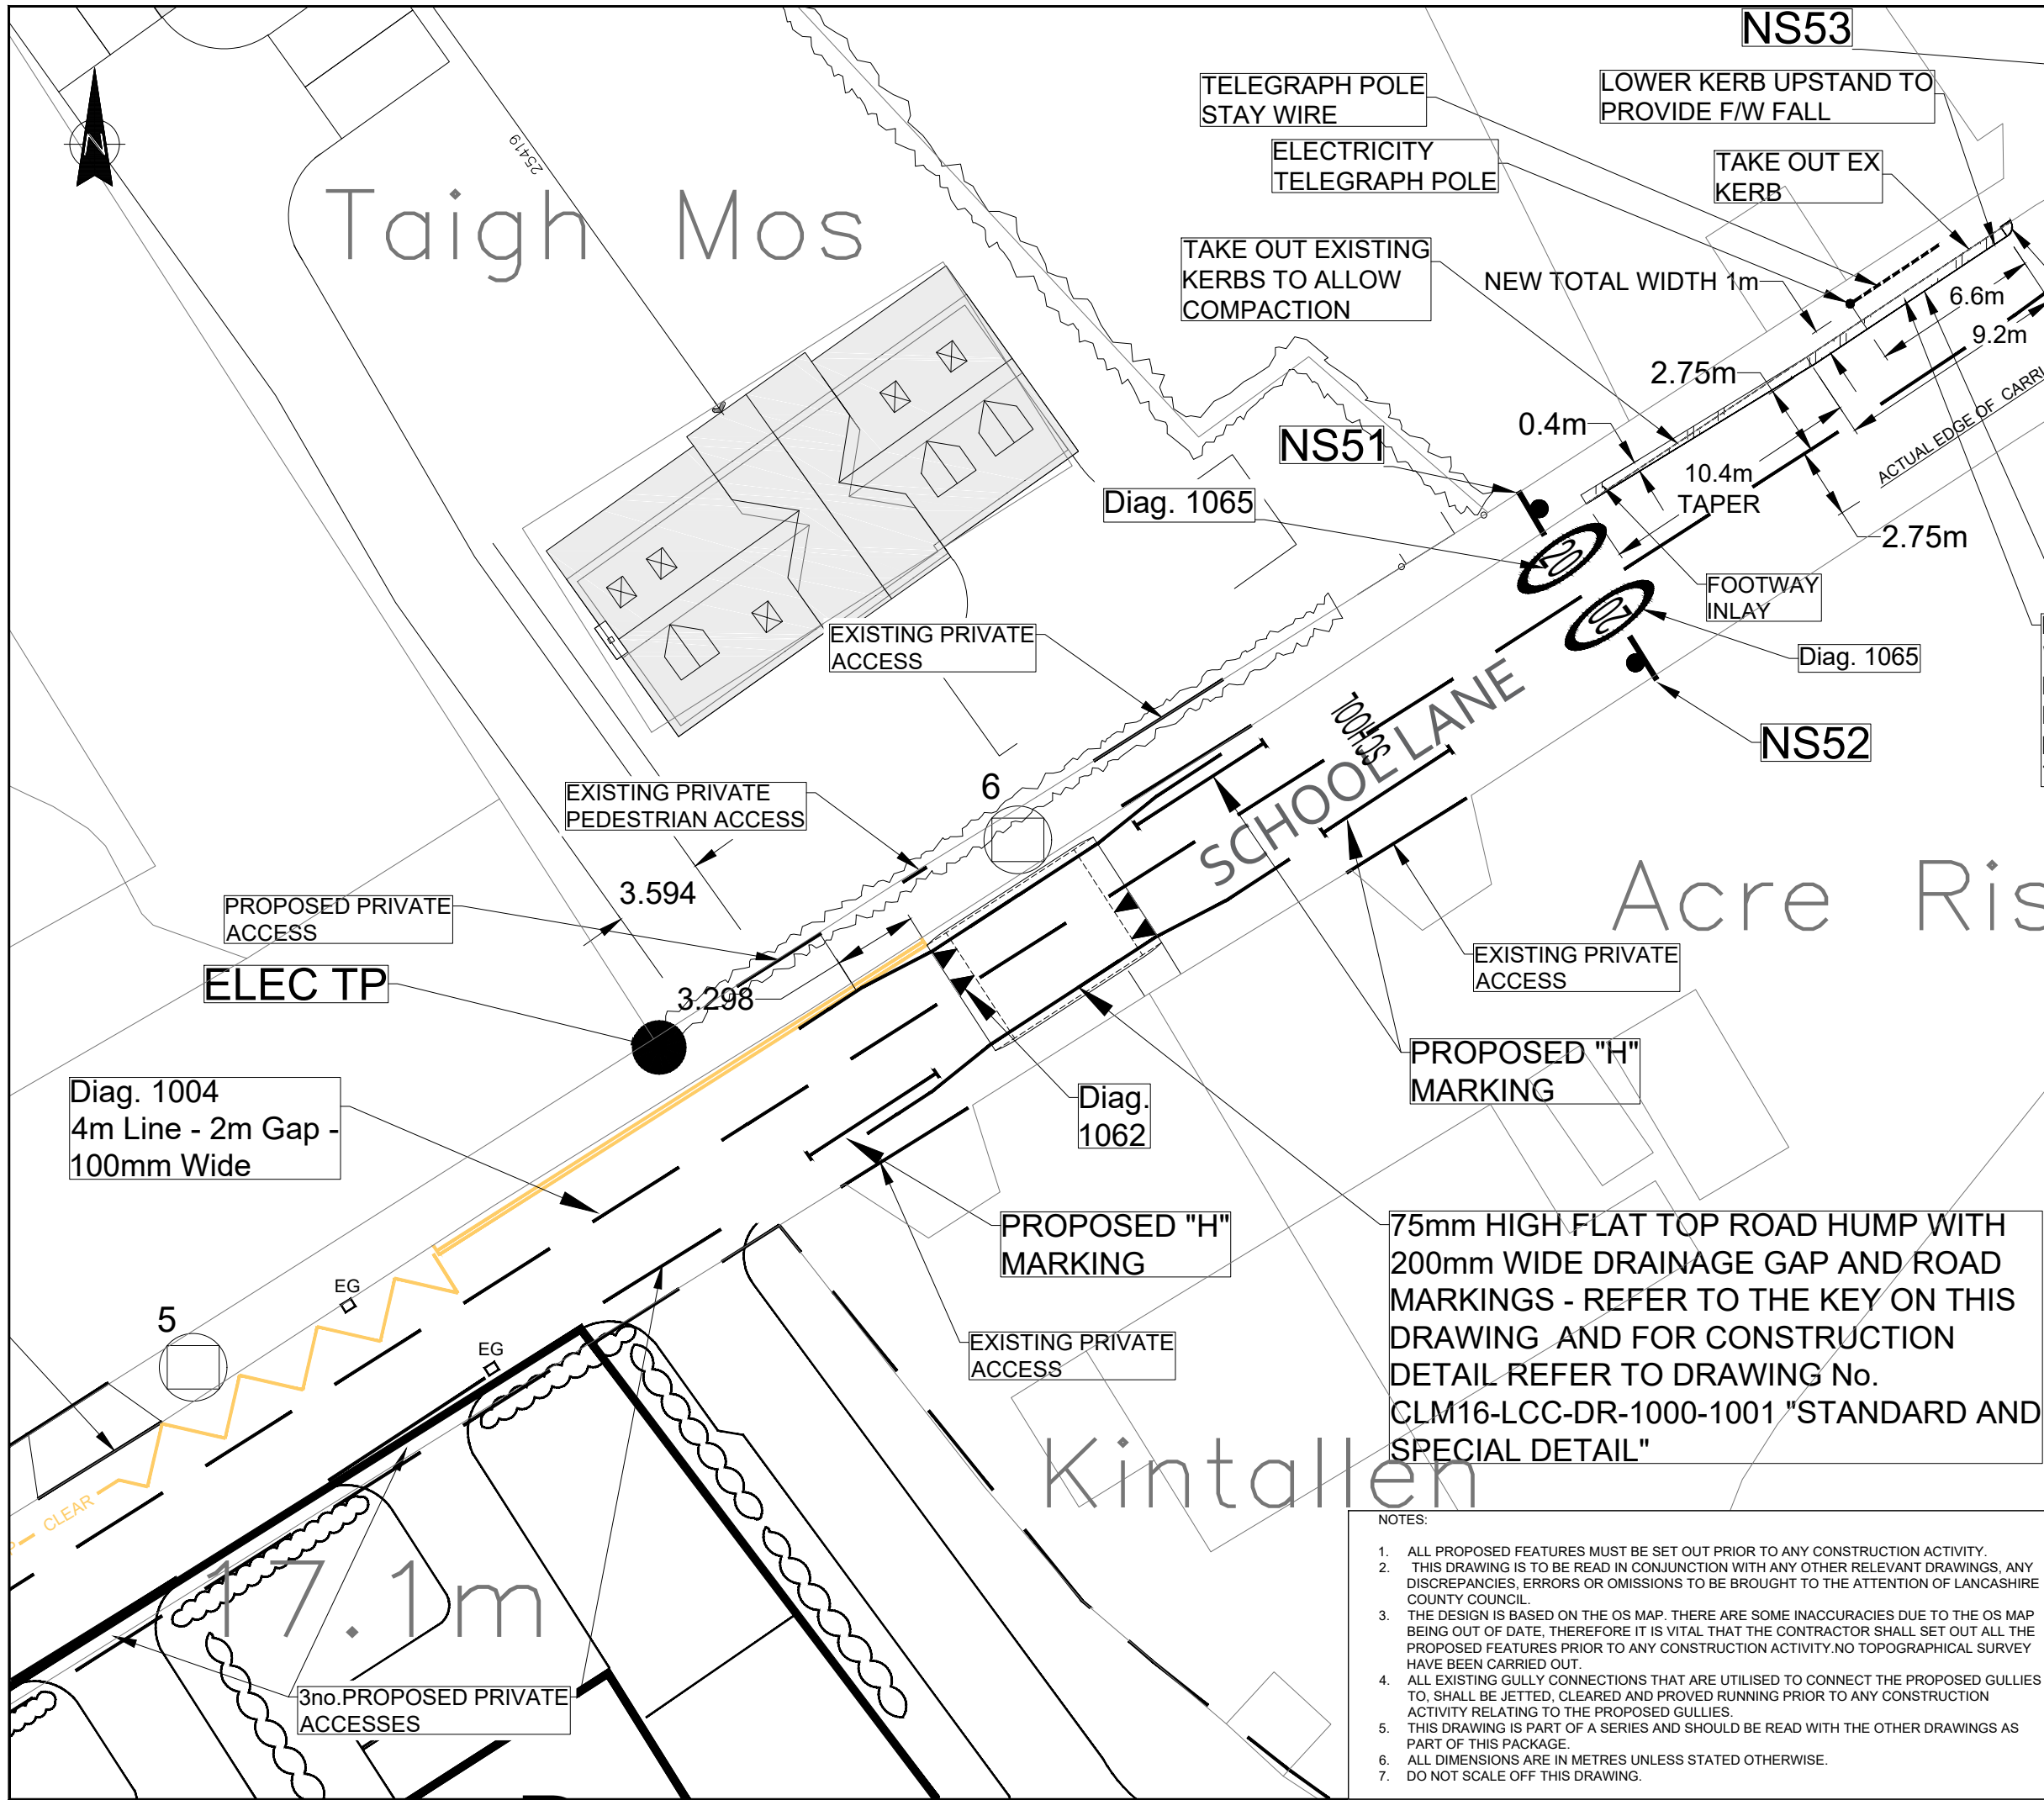 NS53
TELEGRAPH POLE
STAY WIRE
LOWER KERB UPSTAND TO
PROVIDE F/W FALL
ELECTRICITY
TELEGRAPH POLE
TAKE OUT EX
KERB
N
25419
Taigh Mos
TAKE OUT EXISTING
KERBS TO ALLOW
COMPACTION
NEW TOTAL WIDTH 1m
6.6m
9.2m
2.75m
0.4m
NS51
10.4m
TAPER
ACTUAL EDGE OF CARRI
Diag. 1065
2.75m
20
20
FOOTWAY
INLAY
Diag. 1065
EXISTING PRIVATE
ACCESS
SCHOOL
SCHOOL LANE
NS52
EXISTING PRIVATE
PEDESTRIAN ACCESS
6
Acre Ris
3.594
PROPOSED PRIVATE
ACCESS
ELEC TP
3.298
EXISTING PRIVATE
ACCESS
PROPOSED "H"
MARKING
Diag. 1004
4m Line - 2m Gap -
100mm Wide
Diag.
1062
PROPOSED "H"
MARKING
75mm HIGH FLAT TOP ROAD HUMP WITH
200mm WIDE DRAINAGE GAP AND ROAD
MARKINGS - REFER TO THE KEY ON THIS
DRAWING AND FOR CONSTRUCTION
DETAIL REFER TO DRAWING No.
CLM16-LCC-DR-1000-1001 "STANDARD AND
SPECIAL DETAIL"
EG
5
EG
EXISTING PRIVATE
ACCESS
Kintallen
CLEAR
17.1m
3no.PROPOSED PRIVATE
ACCESSES
NOTES:
1. ALL PROPOSED FEATURES MUST BE SET OUT PRIOR TO ANY CONSTRUCTION ACTIVITY.
2. THIS DRAWING IS TO BE READ IN CONJUNCTION WITH ANY OTHER RELEVANT DRAWINGS, ANY
DISCREPANCIES, ERRORS OR OMISSIONS TO BE BROUGHT TO THE ATTENTION OF LANCASHIRE
COUNTY COUNCIL.
3. THE DESIGN IS BASED ON THE OS MAP. THERE ARE SOME INACCURACIES DUE TO THE OS MAP
BEING OUT OF DATE, THEREFORE IT IS VITAL THAT THE CONTRACTOR SHALL SET OUT ALL THE
PROPOSED FEATURES PRIOR TO ANY CONSTRUCTION ACTIVITY.NO TOPOGRAPHICAL SURVEY
HAVE BEEN CARRIED OUT.
4. ALL EXISTING GULLY CONNECTIONS THAT ARE UTILISED TO CONNECT THE PROPOSED GULLIES
TO, SHALL BE JETTED, CLEARED AND PROVED RUNNING PRIOR TO ANY CONSTRUCTION
ACTIVITY RELATING TO THE PROPOSED GULLIES.
5. THIS DRAWING IS PART OF A SERIES AND SHOULD BE READ WITH THE OTHER DRAWINGS AS
PART OF THIS PACKAGE.
6. ALL DIMENSIONS ARE IN METRES UNLESS STATED OTHERWISE.
7. DO NOT SCALE OFF THIS DRAWING.